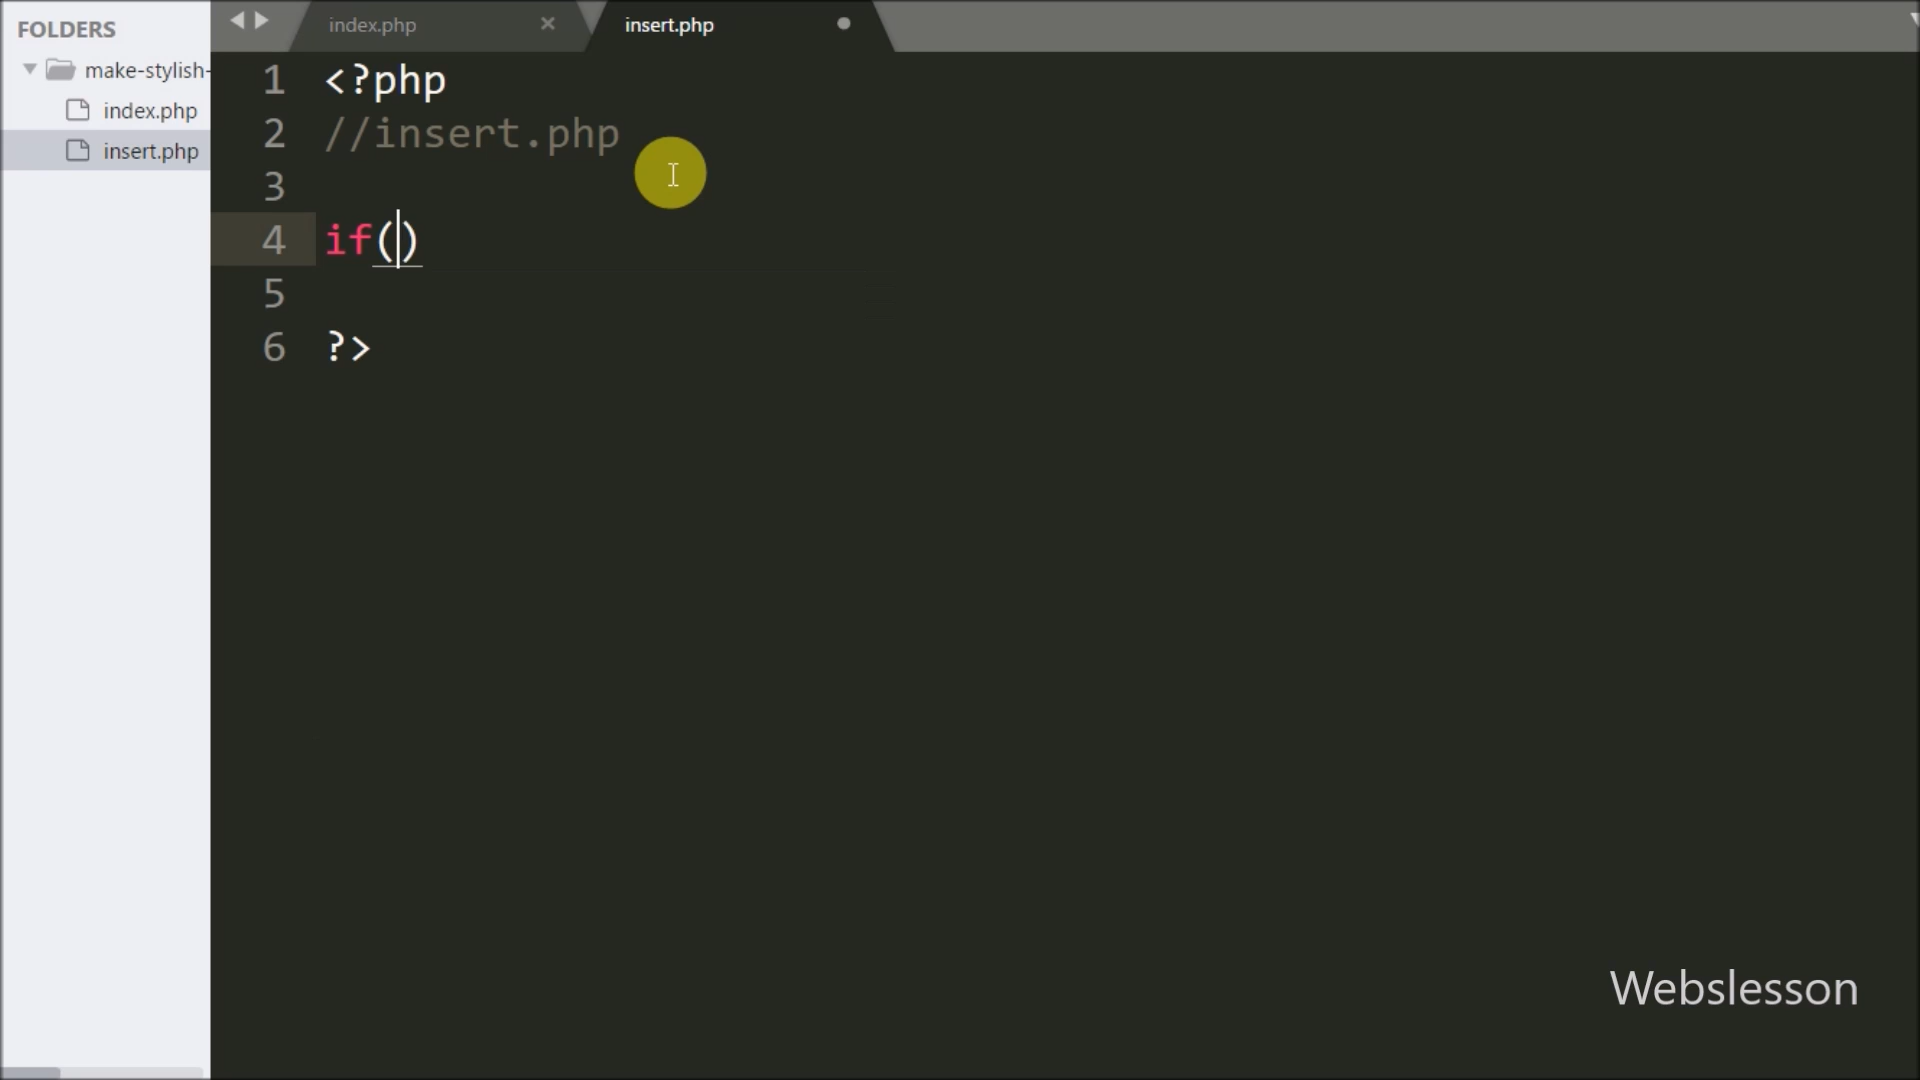 FOLDERS
make-stylish-
index.php
insert.php
index.php
insert.php
1 <?php
2 //insert.php
3
4 if()
5
6 ?>
Webslesson